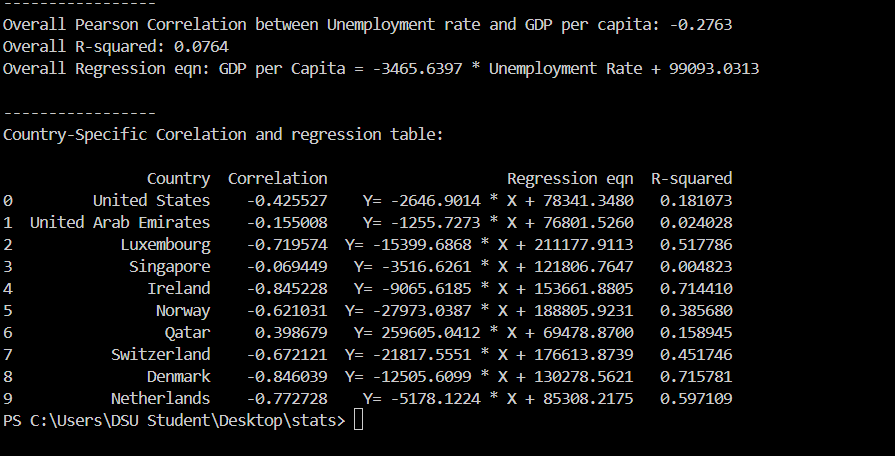 -----------------
Overall Pearson Correlation between Unemployment rate and GDP per capita: -0.2763
Overall R-squared: 0.0764
Overall Regression eqn: GDP per Capita = -3465.6397 * Unemployment Rate + 99093.0313
-----------------
Country-Specific Corelation and regression table:
Country Correlation Regression eqn R-squared
0 United States -0.425527 Y= -2646.9014 * X + 78341.3480 0.181073
1 United Arab Emirates -0.155008 Y= -1255.7273 * X + 76801.5260 0.024028
2 Luxembourg -0.719574 Y= -15399.6868 * X + 211177.9113 0.517786
3 Singapore -0.069449 Y= -3516.6261 * X + 121806.7647 0.004823
4 Ireland -0.845228 Y= -9065.6185 * X + 153661.8805 0.714410
5 Norway -0.621031 Y= -27973.0387 * X + 188805.9231 0.385680
6 Qatar 0.398679 Y= 259605.0412 * X + 69478.8700 0.158945
7 Switzerland -0.672121 Y= -21817.5551 * X + 176613.8739 0.451746
8 Denmark -0.846039 Y= -12505.6099 * X + 130278.5621 0.715781
9 Netherlands -0.772728 Y= -5178.1224 * X + 85308.2175 0.597109
PS C:\Users\DSU Student\Desktop\stats>